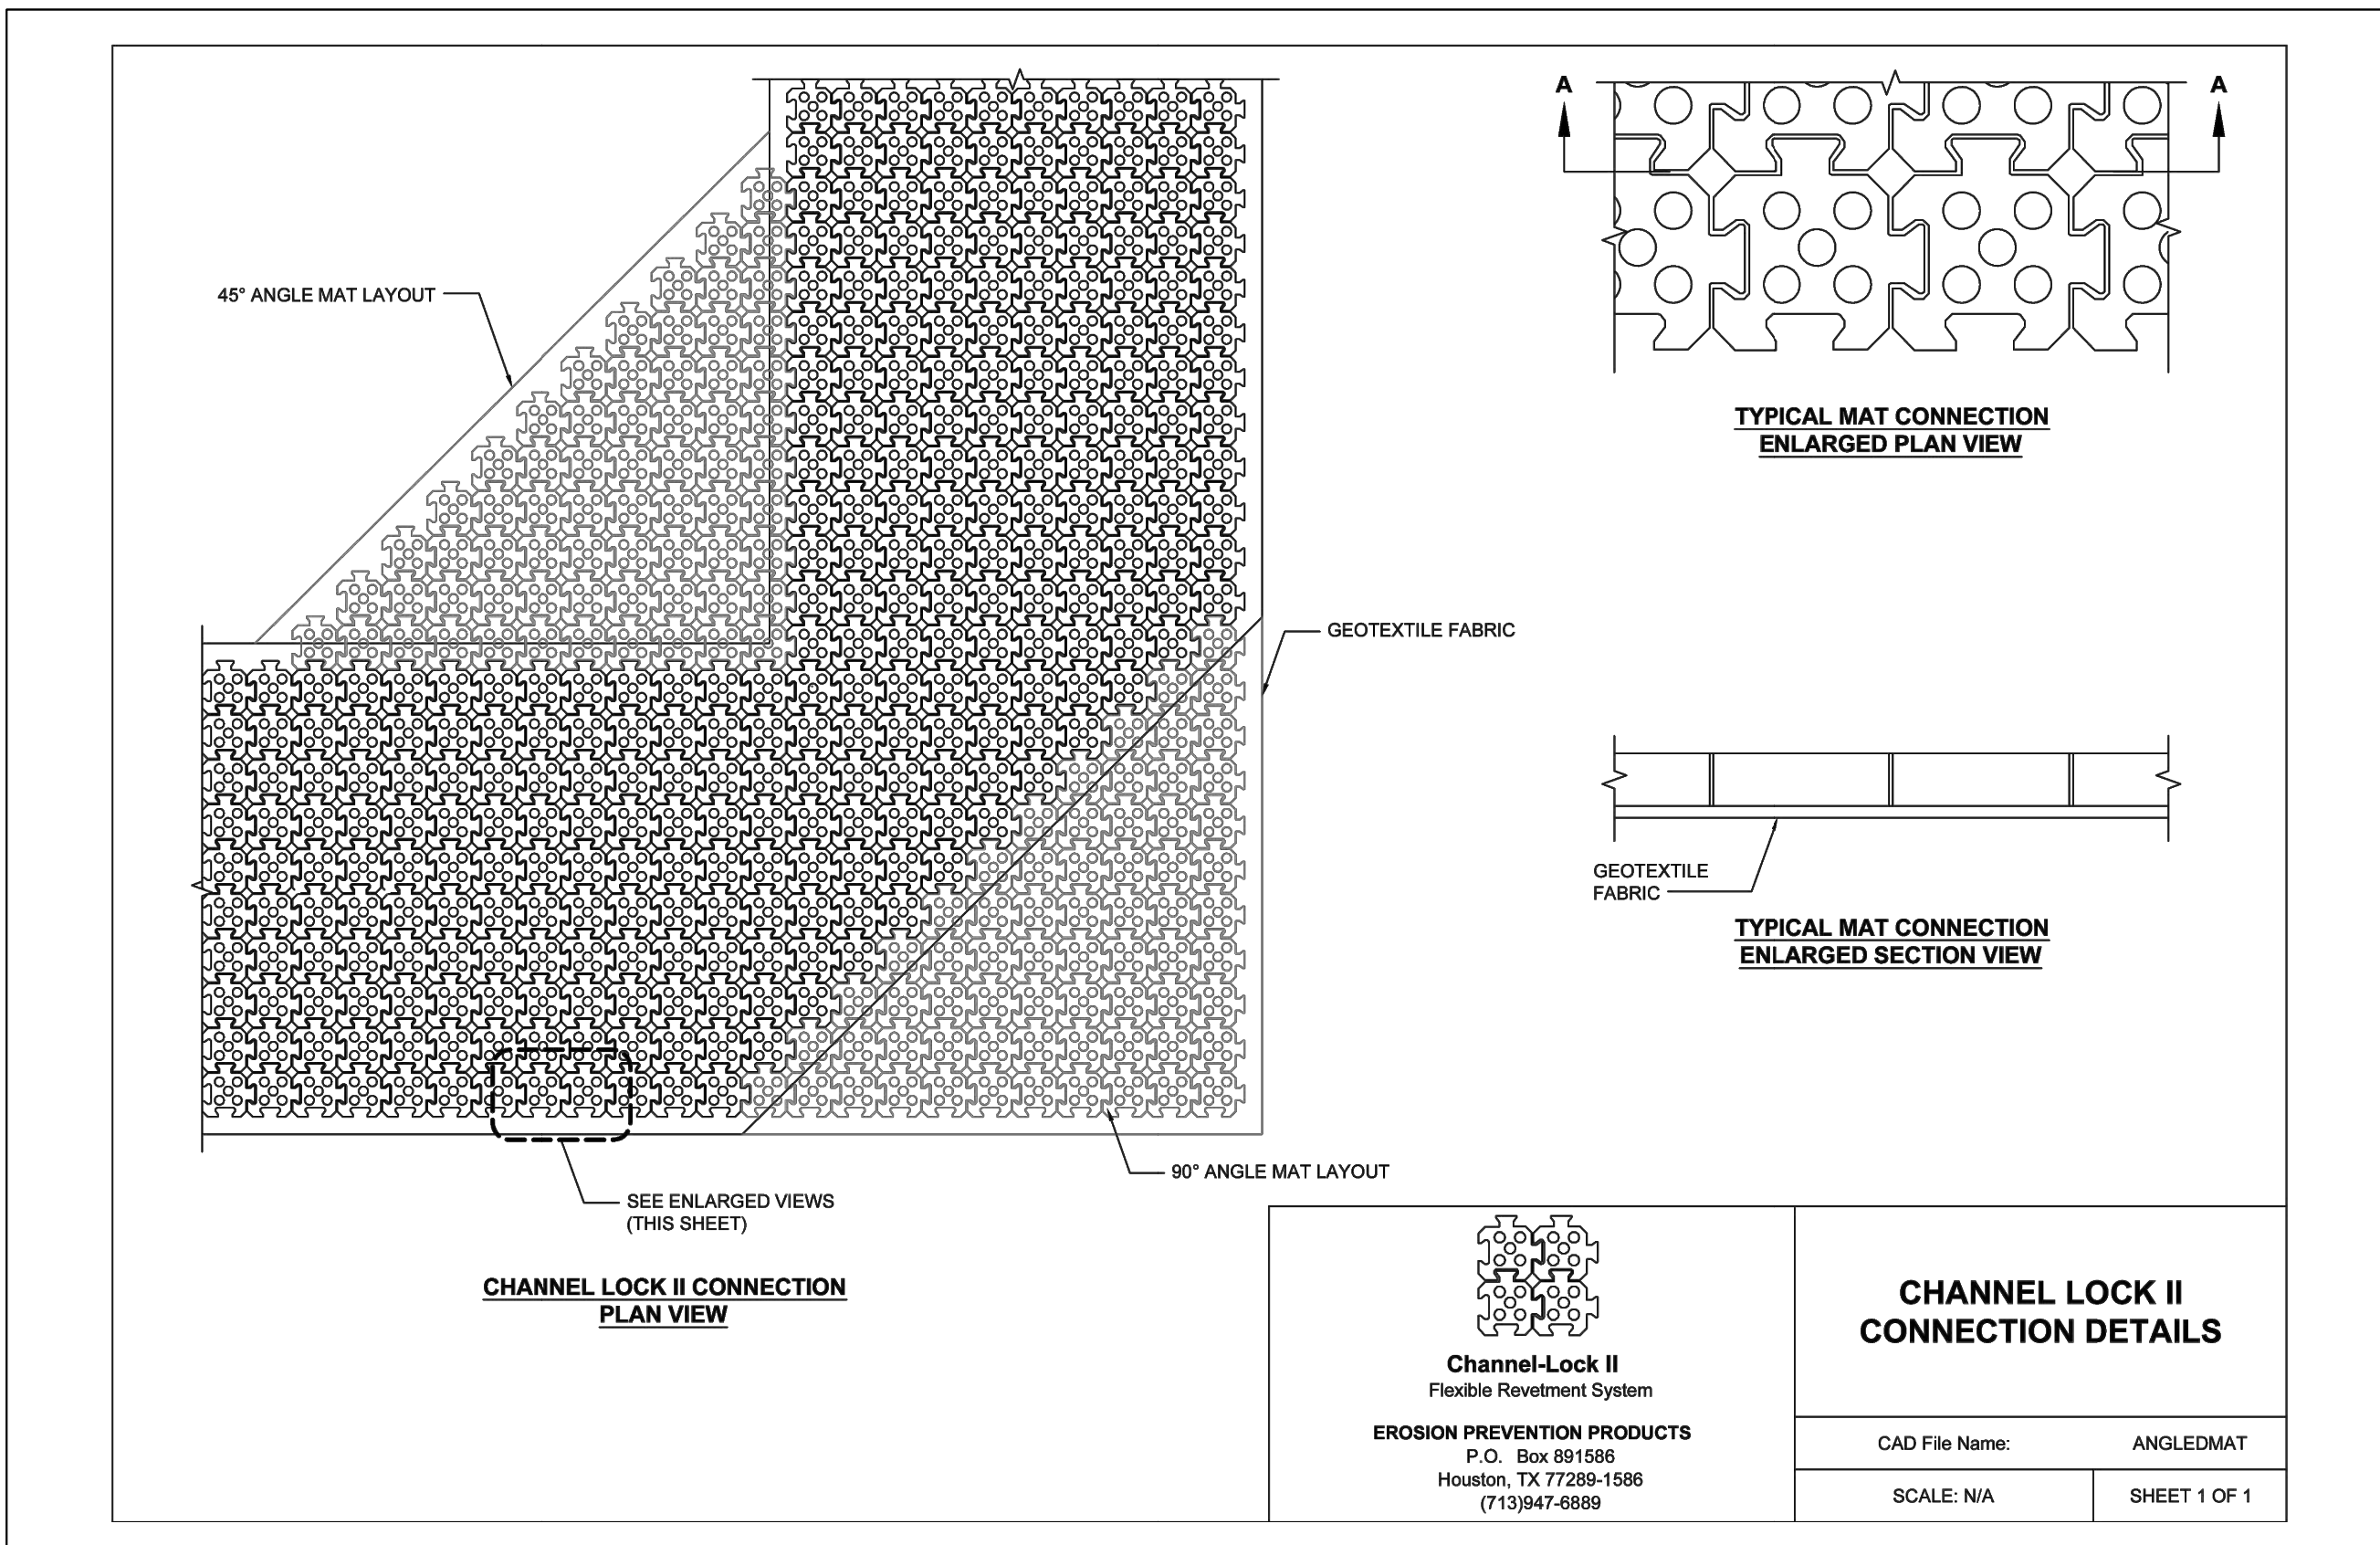 45° ANGLE MAT LAYOUT
GEOTEXTILE FABRIC
90° ANGLE MAT LAYOUT
SEE ENLARGED VIEWS
(THIS SHEET)
CHANNEL LOCK II CONNECTION
PLAN VIEW
A
A
TYPICAL MAT CONNECTION
ENLARGED PLAN VIEW
GEOTEXTILE
FABRIC
TYPICAL MAT CONNECTION
ENLARGED SECTION VIEW
Channel-Lock II
Flexible Revetment System
EROSION PREVENTION PRODUCTS
P.O. Box 891586
Houston, TX 77289-1586
(713)947-6889
CHANNEL LOCK II
CONNECTION DETAILS
CAD File Name: ANGLEDMAT
SCALE: N/A
SHEET 1 OF 1